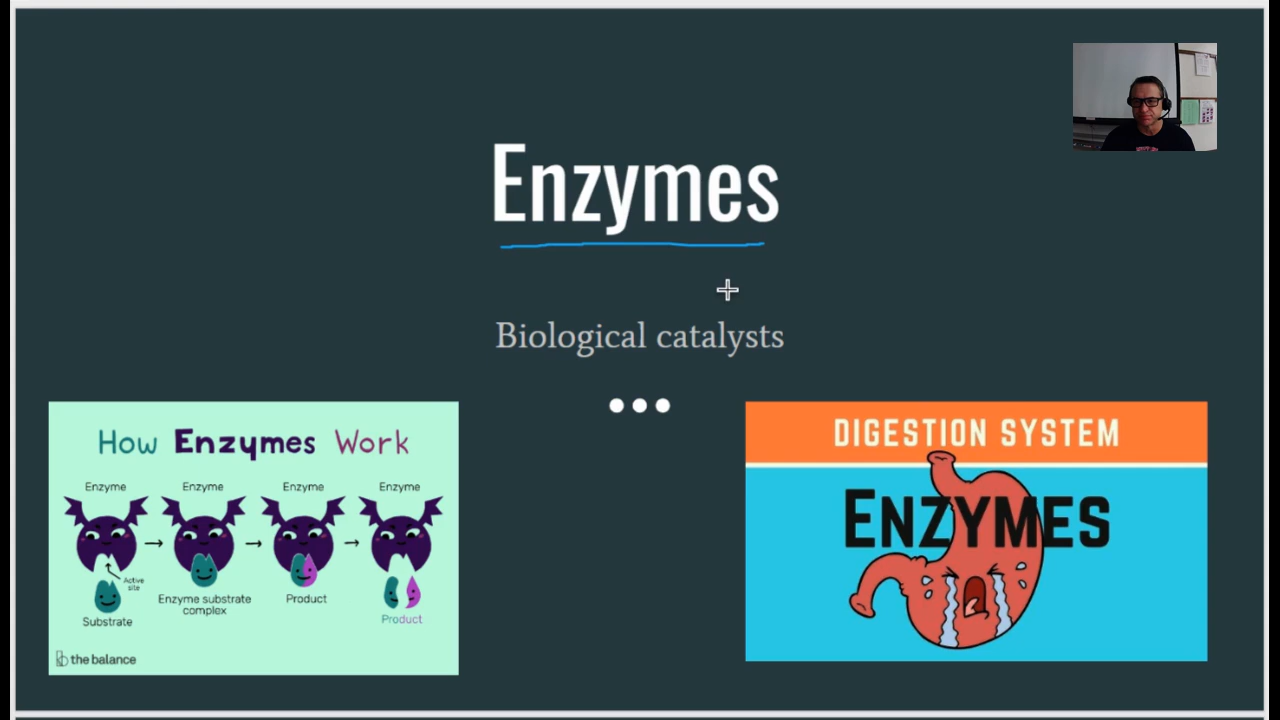 Enzymes
Biological catalysts
How Enzymes Work
Enzyme Enzyme Enzyme Enzyme
Active
site
Substrate
Enzyme substrate
complex
Product
Product
the balance
DIGESTION SYSTEM
ENZYMES